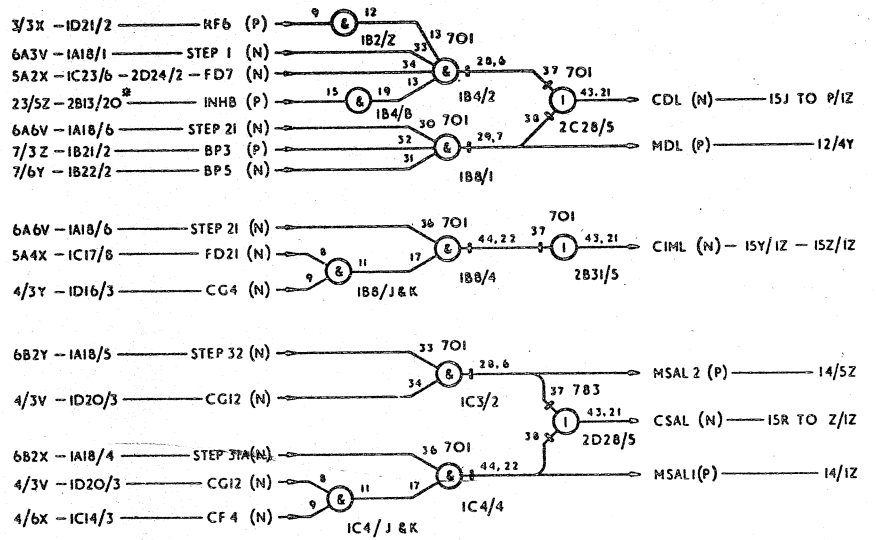 3/3X - 1D21/2 RF6 (P) 9 & 12 1B2/Z
6A3V - 1A18/1 STEP 1 (N) 33 13 701
5A2X - 1C23/6 - 2D24/2 - FD7 (N) 34 & 28,6 1B4/2 37 701
23/5Z - 2B13/20* INHB (P) 15 & 19 13 1B4/B 1 43,21 CDL (N) 15J TO P/1Z
6A6V - 1A18/6 STEP 21 (N) 30 701 38 2C28/5
7/3Z - 1B21/2 BP3 (P) 32 & 29,7 MDL (P) 12/4Y
7/6Y - 1B22/2 BP5 (N) 31 1B8/1
6A6V - 1A18/6 STEP 21 (N) 36 701
5A4X - 1C17/8 FD21 (N) 8 & 11 17 & 44,22 37 701 1 43,21 CIML (N) - 15Y/1Z - 15Z/1Z
4/3Y - 1D16/3 CG4 (N) 9 1B8/J&K 1B8/4 2B31/5
6B2Y - 1A18/5 STEP 32 (N) 33 701
& 28,6 MSAL 2 (P) 14/5Z
4/3V - 1D20/3 CG12 (N) 34 1C3/2 37 783
1 43,21 CSAL (N) 15R TO Z/1Z
6B2X - 1A18/4 STEP 31A(N) 36 701 38 2D28/5
4/3V - 1D20/3 CG12 (N) 8 & 11 17 & 44,22 MSAL1(P) 14/1Z
4/6X - 1C14/3 CF4 (N) 9 1C4/J &K 1C4/4